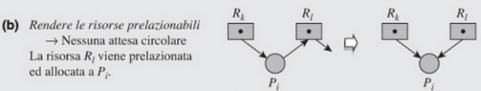 (b) Rendere le risorse prelazionabili
→ Nessuna attesa circolare
La risorsa Rl viene prelazionata
ed allocata a Pi.
Rk Rl Rk Rl
Pi Pi